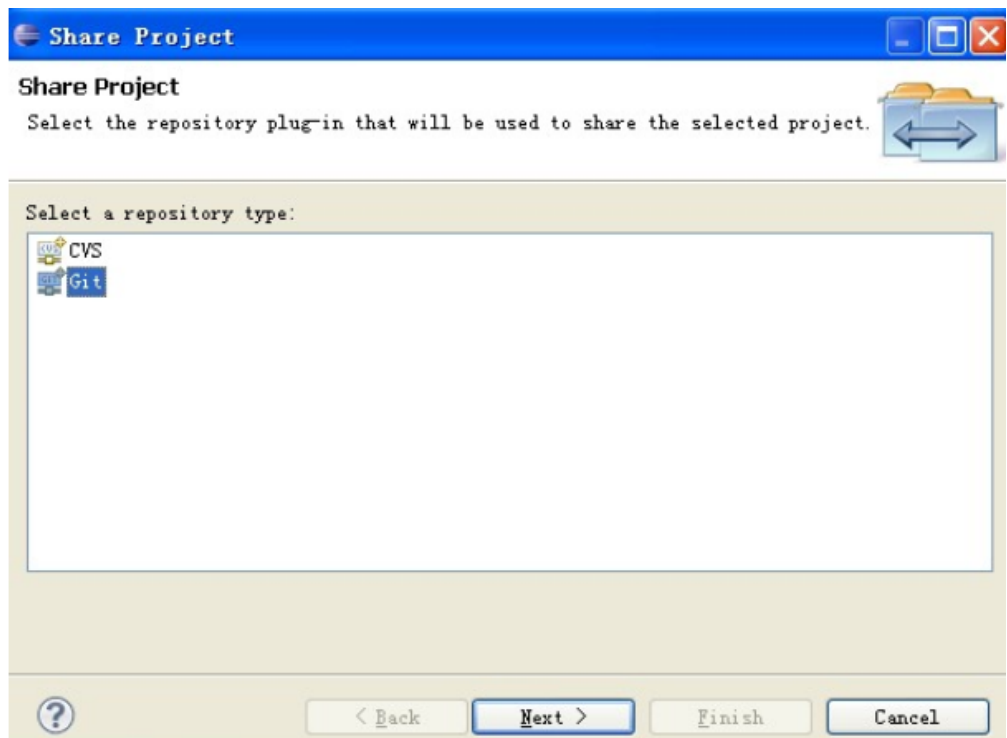 Share Project
Share Project
Select the repository plug-in that will be used to share the selected project.
Select a repository type:
CVS
Git
< Back
Next >
Finish
Cancel